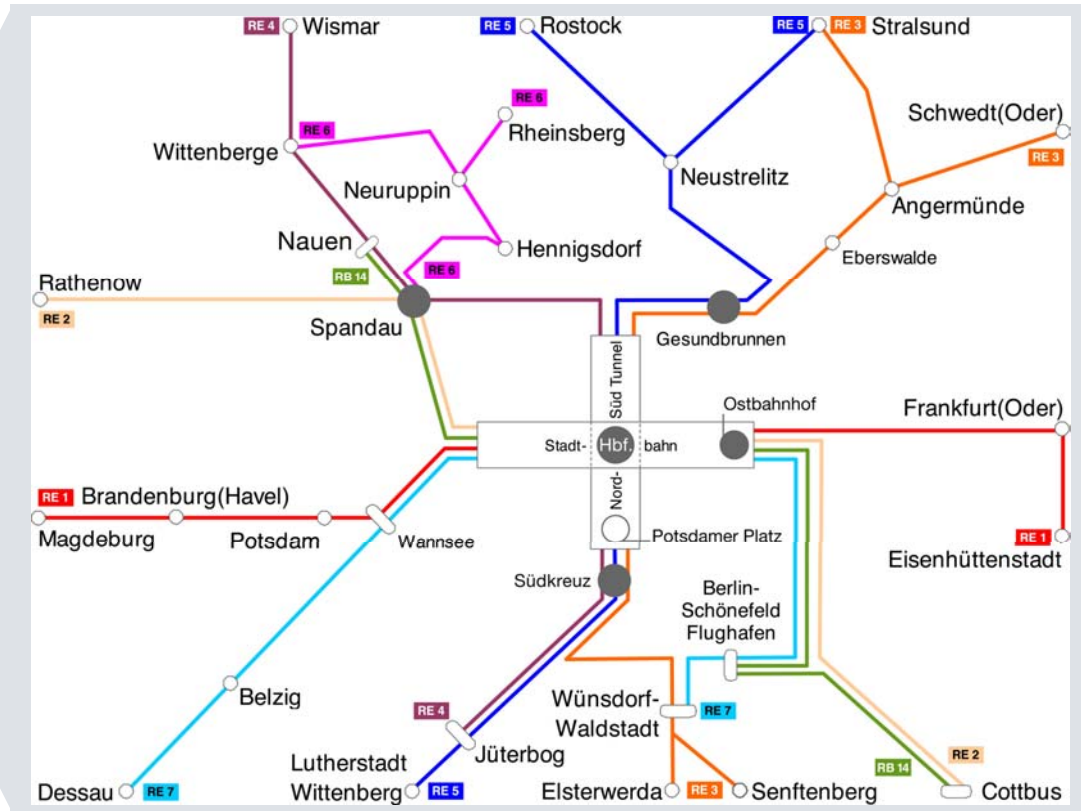 RE 4 Wismar
RE 5 Rostock
RE 5 RE 3 Stralsund
RE 6
Rheinsberg
Schwedt(Oder)
RE 3
RE 6
Wittenberge
Neuruppin
Neustrelitz
Angermünde
Nauen
Hennigsdorf
Eberswalde
RB 14
RE 6
Rathenow
RE 2
Spandau
Gesundbrunnen
Süd Tunnel
Ostbahnhof
Frankfurt(Oder)
Stadt- Hbf. bahn
Nord-
RE 1 Brandenburg(Havel)
Magdeburg
Potsdam
Wannsee
Potsdamer Platz
RE 1
Eisenhüttenstadt
Südkreuz
Berlin-
Schönefeld
Flughafen
Belzig
Wünsdorf-
Waldstadt
RE 7
RE 4
Jüterbog
RE 2
RB 14
Lutherstadt
Wittenberg RE 5
Dessau RE 7
Elsterwerda RE 3 Senftenberg
Cottbus